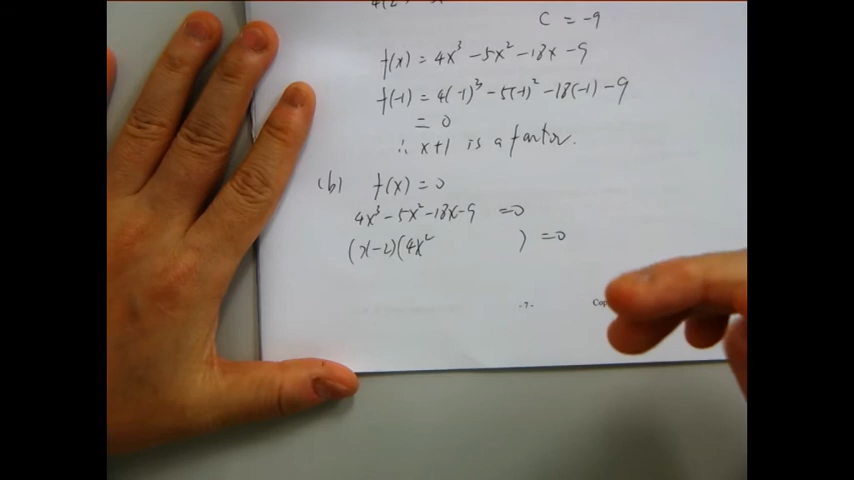 C = -9
f(x) = 4x³ - 5x² - 18x - 9
f(-1) = 4(-1)³ - 5(-1)² - 18(-1) - 9
= 0
∴ x+1 is a factor.
(b) f(x) = 0
4x³ - 5x² - 18x - 9 = 0
(x-2)(4x² ) = 0
-7-